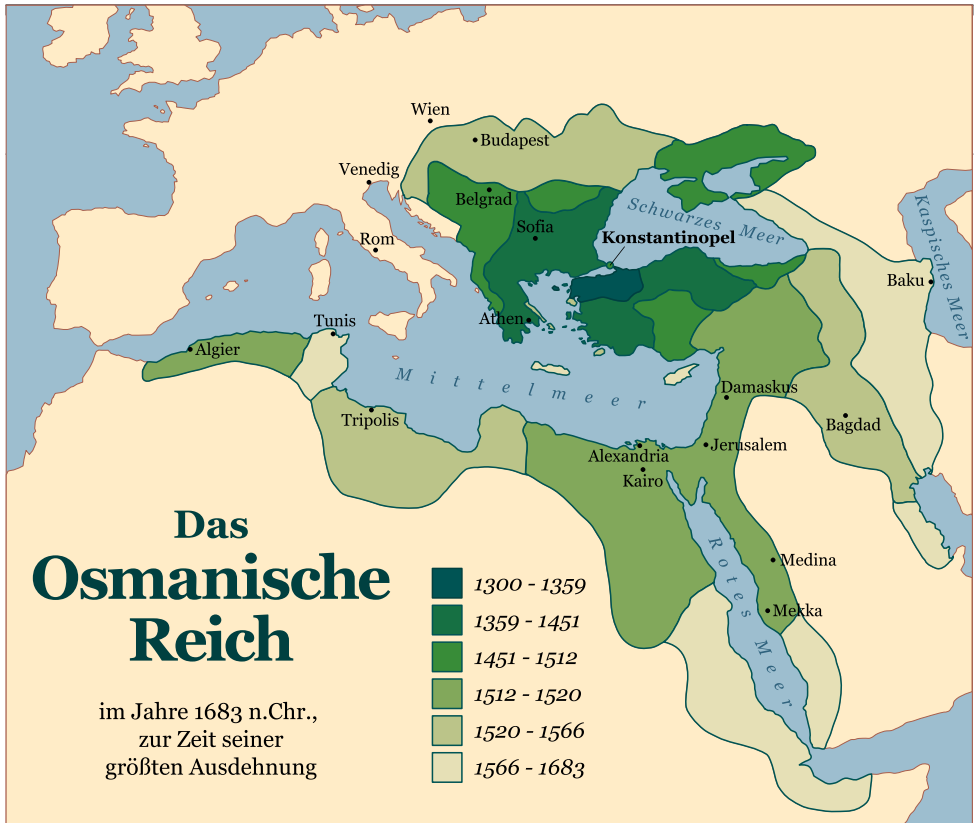 Wien
Budapest
Venedig
Belgrad
Schwarzes Meer
Kaspisches Meer
Sofia
Rom
Konstantinopel
Baku
Athen
Tunis
Algier
Mittelmeer
Damaskus
Tripolis
Bagdad
Jerusalem
Alexandria
Kairo
Das
Osmanische
Reich
im Jahre 1683 n.Chr.,
zur Zeit seiner
größten Ausdehnung
1300 - 1359
1359 - 1451
1451 - 1512
1512 - 1520
1520 - 1566
1566 - 1683
Rotes Meer
Medina
Mekka